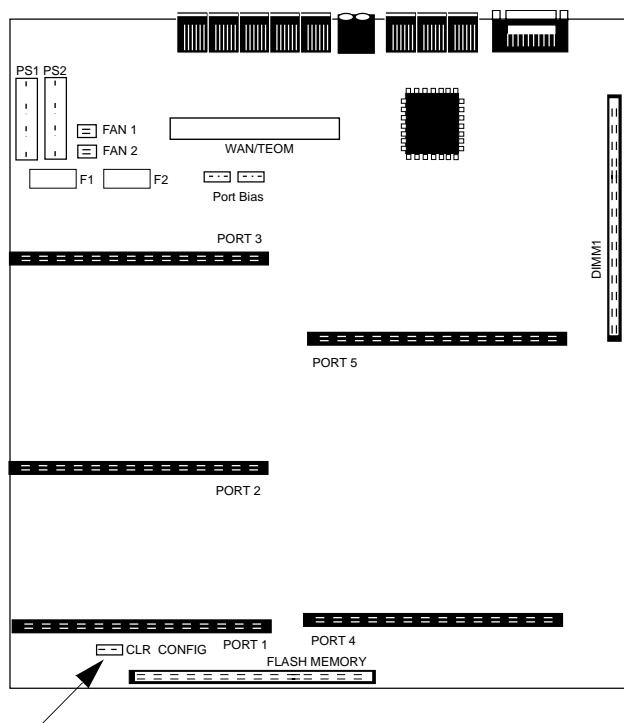 PS1 PS2
FAN 1
FAN 2
WAN/TEOM
F1
F2
Port Bias
PORT 3
DIMM1
PORT 5
PORT 2
PORT 1
PORT 4
CLR CONFIG
FLASH MEMORY